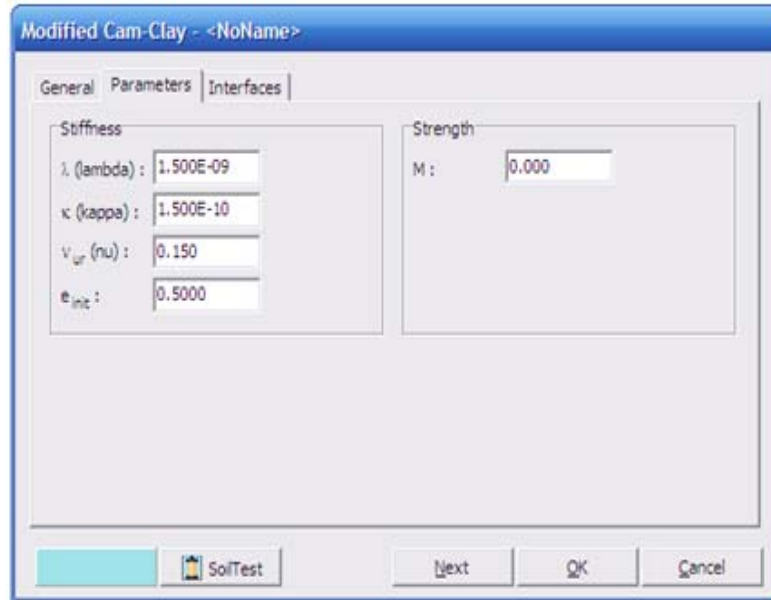 Modified Cam-Clay - <NoName>
General Parameters Interfaces
Stiffness
λ (lambda) : 1.500E-09
κ (kappa) : 1.500E-10
νur (nu) : 0.150
einit : 0.5000
Strength
M : 0.000
SoilTest Next OK Cancel